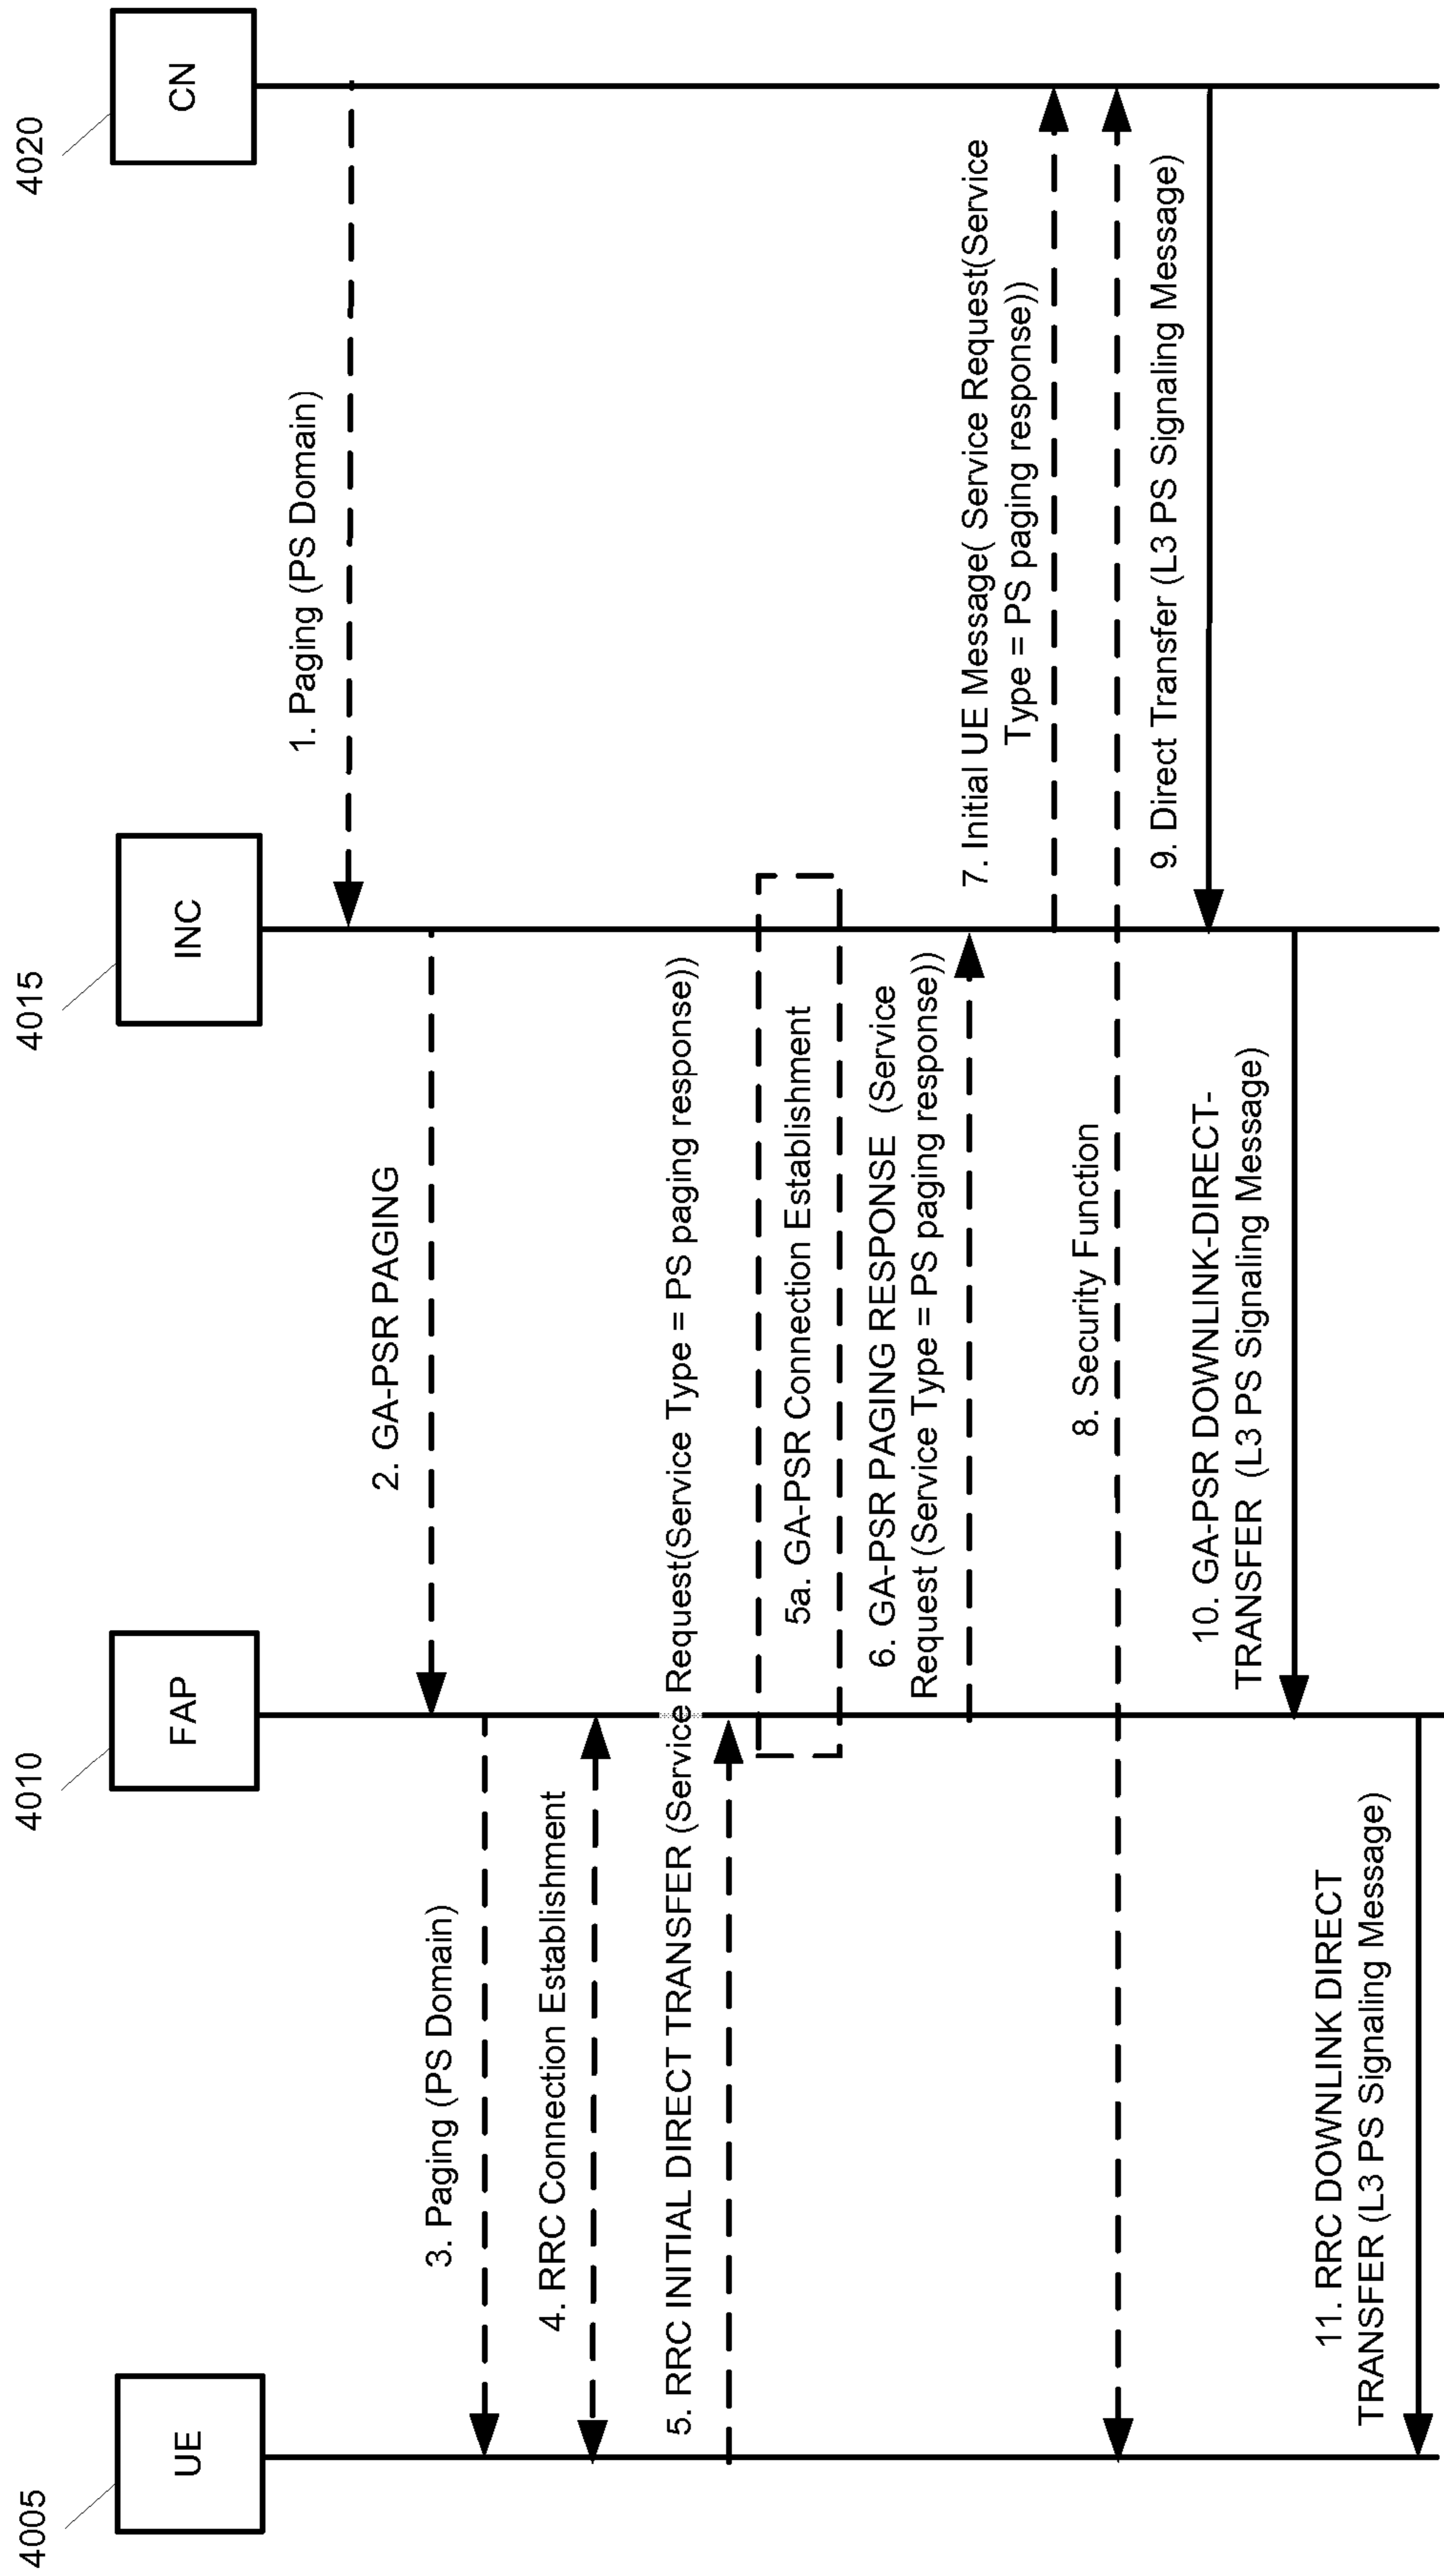 4005
4010
4015
4020
UE
FAP
INC
CN
1. Paging (PS Domain)
2. GA-PSR PAGING
3. Paging (PS Domain)
4. RRC Connection Establishment
5. RRC INITIAL DIRECT TRANSFER (Service Request(Service Type = PS paging response))
5a. GA-PSR Connection Establishment
6. GA-PSR PAGING RESPONSE (Service
Request (Service Type = PS paging response))
7. Initial UE Message( Service Request(Service
Type = PS paging response))
8. Security Function
9. Direct Transfer (L3 PS Signaling Message)
10. GA-PSR DOWNLINK-DIRECT-
TRANSFER (L3 PS Signaling Message)
11. RRC DOWNLINK DIRECT
TRANSFER (L3 PS Signaling Message)